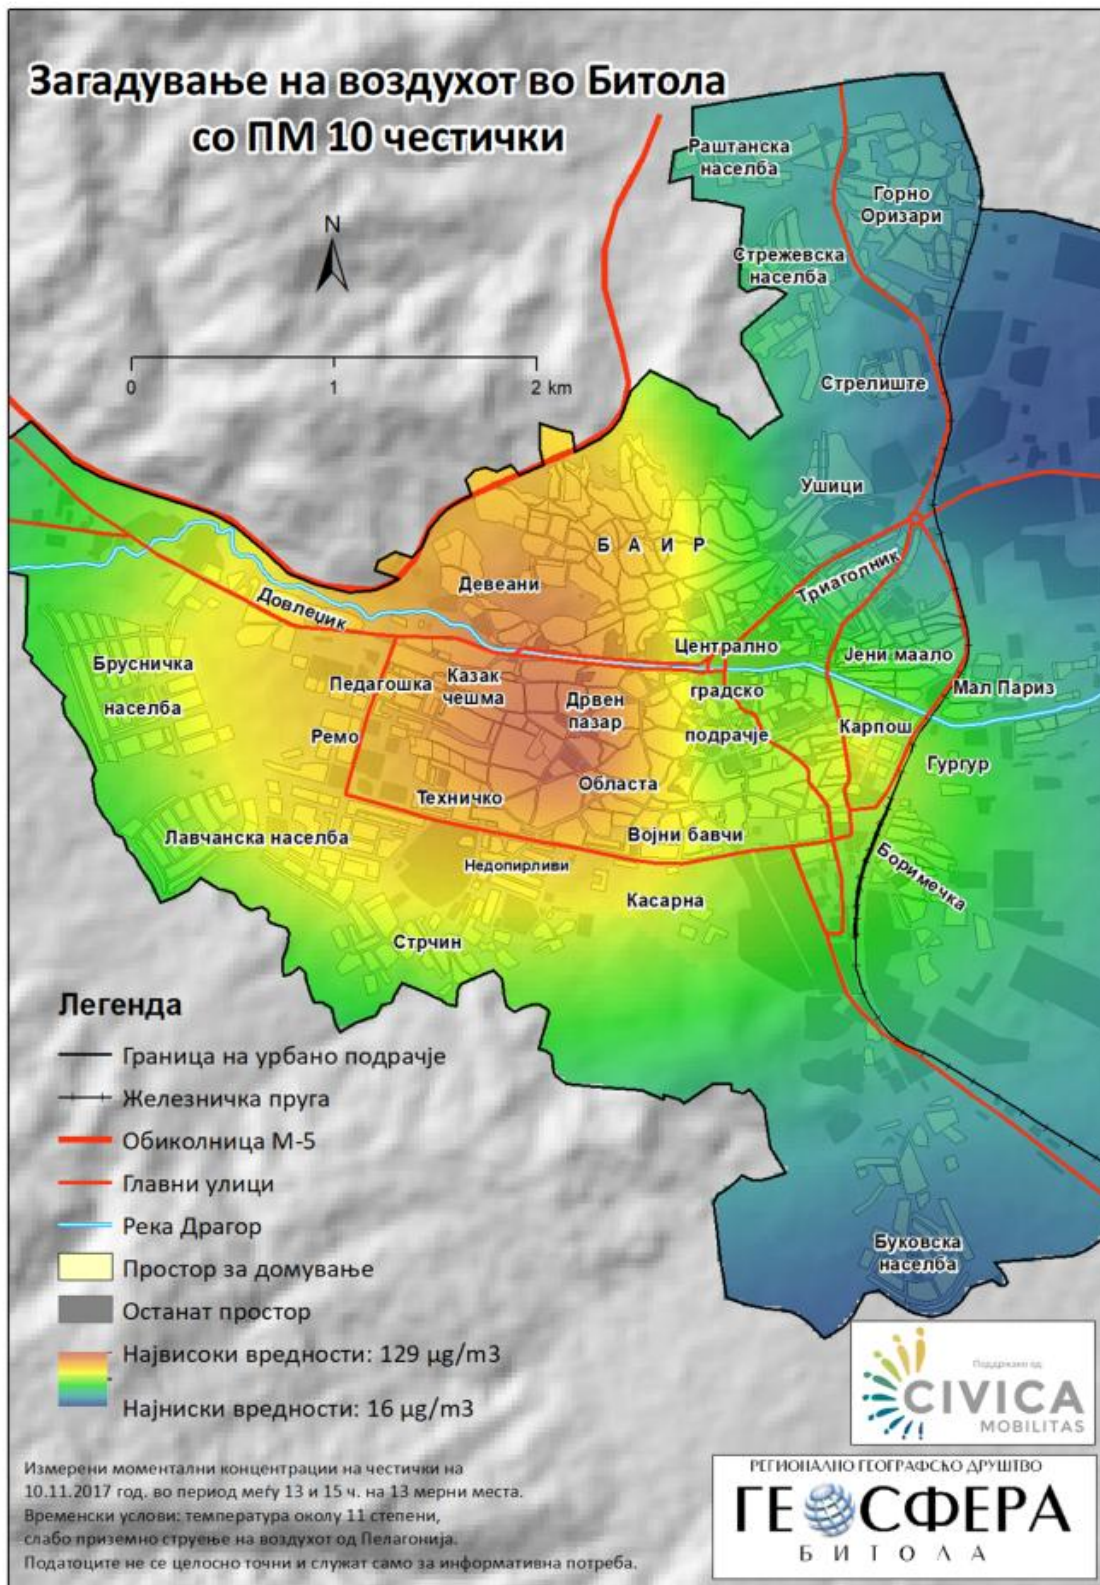 Загадување на воздухот во Битола
со ПМ 10 честички
N
0 1 2 km
Раштанска
населба
Горно
Оризари
Стрежевска
населба
Стрелиште
Ушици
Б А И Р
Триаголник
Девеани
Довлеџик
Централно
градско
подрачје
Јени маало
Брусничка
населба
Педагошка
Казак
чешма
Дрвен
пазар
Мал Париз
Ремо
Карпош
Гургур
Техничко
Областа
Лавчанска населба
Војни бавчи
Недопирливи
Боримечка
Касарна
Стрчин
Буковска
населба
Легенда
Граница на урбано подрачје
Железничка пруга
Обиколница М-5
Главни улици
Река Драгор
Простор за домување
Останат простор
Највисоки вредности: 129 µg/m3
Најниски вредности: 16 µg/m3
Измерени моментални концентрации на честички на
10.11.2017 год. во период меѓу 13 и 15 ч. на 13 мерни места.
Временски услови: температура околу 11 степени,
слабо приземно струење на воздухот од Пелагонија.
Податоците не се целосно точни и служат само за информативна потреба.
Поддржано од
CIVICA
MOBILITAS
РЕГИОНАЛНО ГЕОГРАФСКО ДРУШТВО
ГЕОСФЕРА
БИТОЛА